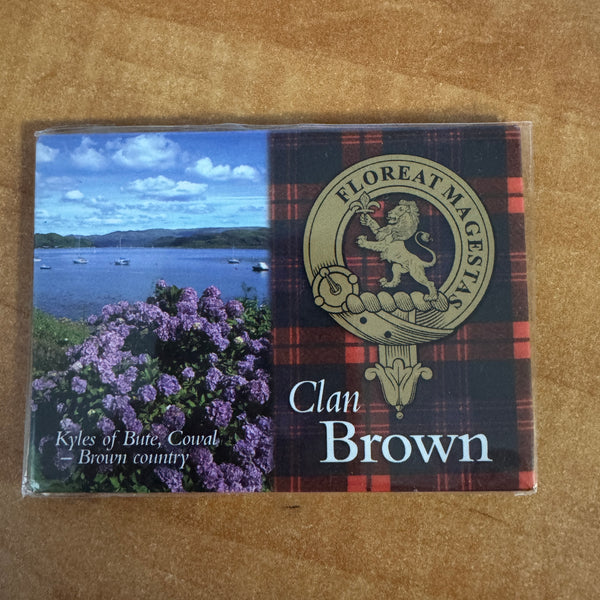 FLOREAT MAGESTAS
Clan
Brown
Kyles of Bute, Cowal
– Brown country